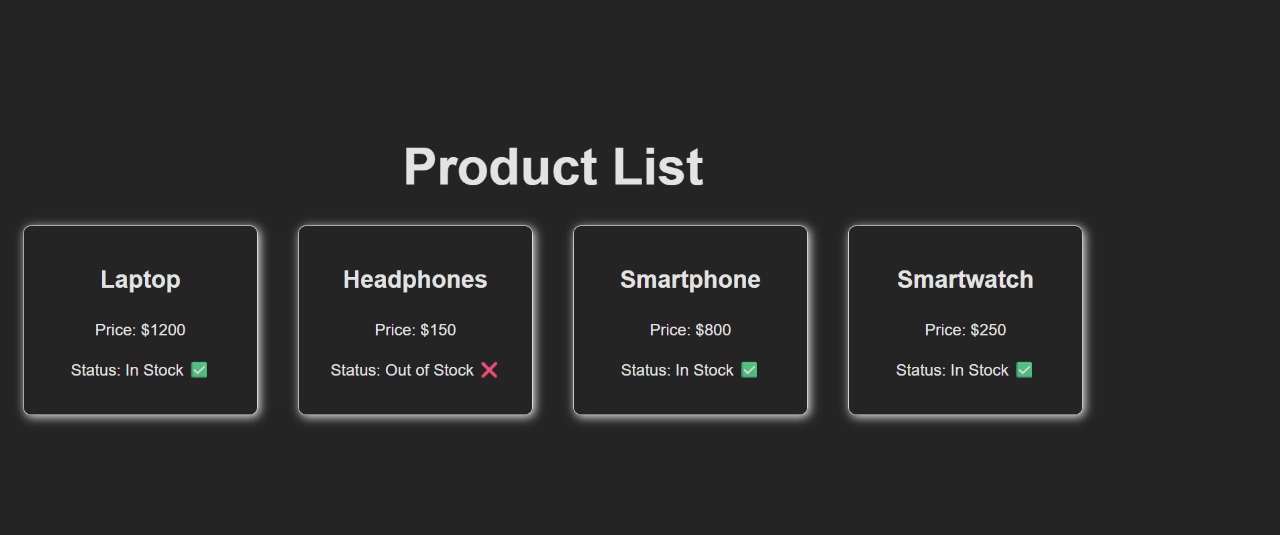 Product List
Laptop
Price: $1200
Status: In Stock ✅
Headphones
Price: $150
Status: Out of Stock ❌
Smartphone
Price: $800
Status: In Stock ✅
Smartwatch
Price: $250
Status: In Stock ✅